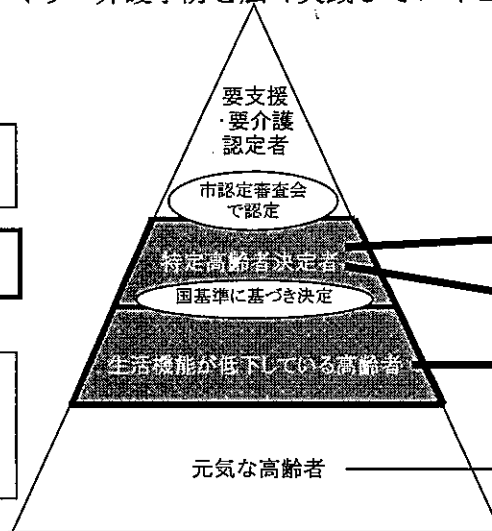 要支援
・要介護
認定者
市認定審査会
で認定
特定高齢者決定者
国基準に基づき決定
生活機能が低下している高齢者
元気な高齢者